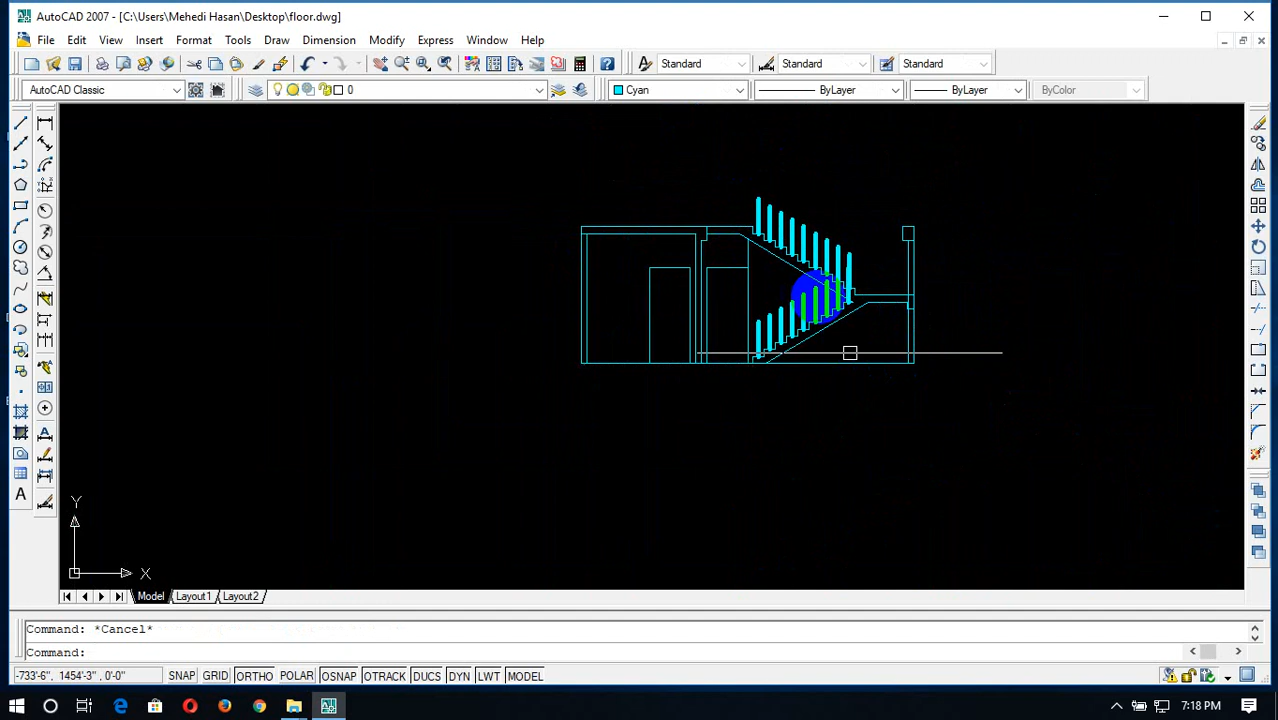 AutoCAD 2007 - [C:\Users\Mehedi Hasan\Desktop\floor.dwg]
File Edit View Insert Format Tools Draw Dimension Modify Express Window Help
Standard Standard Standard
AutoCAD Classic 0 Cyan ByLayer ByLayer ByColor
Y
X
A
Model Layout1 Layout2
Command: *Cancel*
Command:
-733'-6", 1454'-3", 0'-0" SNAP GRID ORTHO POLAR OSNAP OTRACK DUCS DYN LWT MODEL
7:18 PM